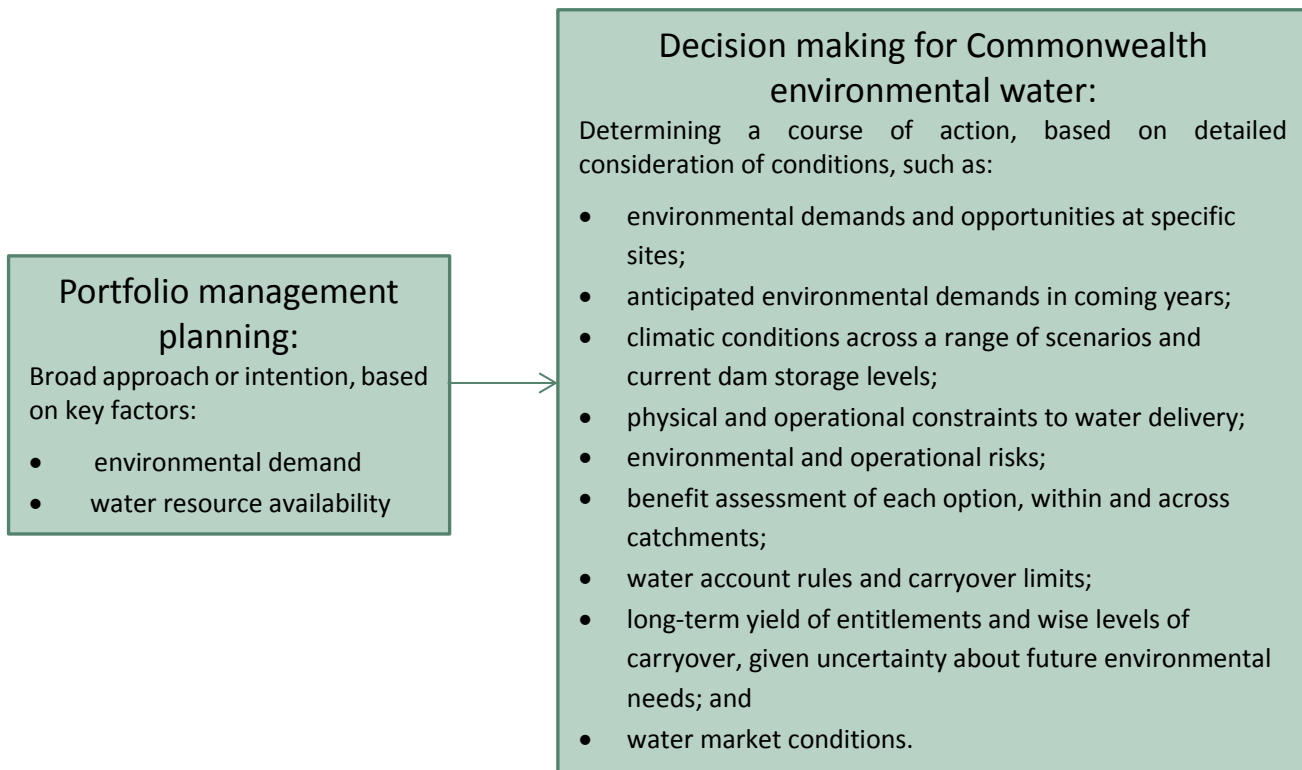 Portfolio management
planning:
Broad approach or intention, based
on key factors:
• environmental demand
• water resource availability
Decision making for Commonwealth
environmental water:
Determining a course of action, based on detailed
consideration of conditions, such as:
• environmental demands and opportunities at specific
sites;
• anticipated environmental demands in coming years;
• climatic conditions across a range of scenarios and
current dam storage levels;
• physical and operational constraints to water delivery;
• environmental and operational risks;
• benefit assessment of each option, within and across
catchments;
• water account rules and carryover limits;
• long-term yield of entitlements and wise levels of
carryover, given uncertainty about future environmental
needs; and
• water market conditions.